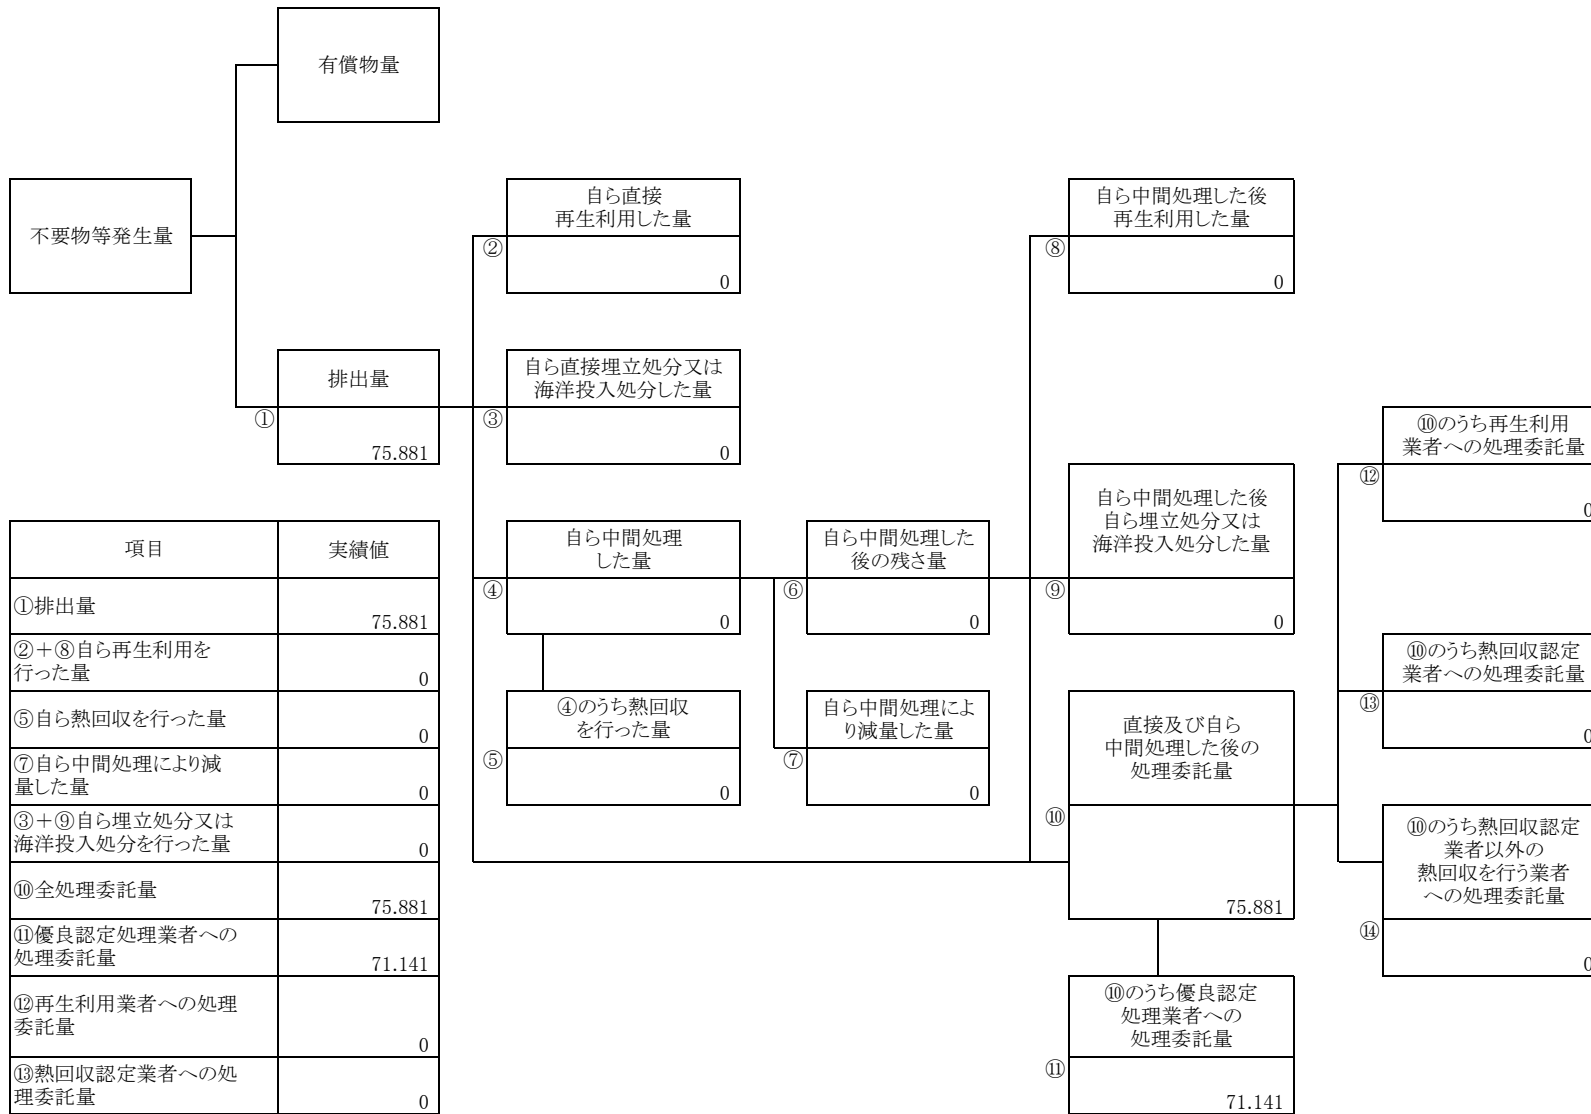 有償物量
不要物等発生量
自ら直接
再生利用した量
②
0
自ら中間処理した後
再生利用した量
⑧
0
排出量
①
75.881
自ら直接埋立処分又は
海洋投入処分した量
③
0
⑩のうち再生利用
業者への処理委託量
⑫
0
自ら中間処理
した量
④
0
自ら中間処理した
後の残さ量
⑥
0
自ら中間処理した後
自ら埋立処分又は
海洋投入処分した量
⑨
0
⑩のうち熱回収認定
業者への処理委託量
⑬
0
④のうち熱回収
を行った量
⑤
0
自ら中間処理によ
り減量した量
⑦
0
直接及び自ら
中間処理した後の
処理委託量
⑩
75.881
⑩のうち熱回収認定
業者以外の
熱回収を行う業者
への処理委託量
⑭
0
⑩のうち優良認定
処理業者への
処理委託量
⑪
71.141
項目 実績値
①排出量
75.881
②+⑧自ら再生利用を
行った量
0
⑤自ら熱回収を行った量
0
⑦自ら中間処理により減
量した量
0
③+⑨自ら埋立処分又は
海洋投入処分を行った量
0
⑩全処理委託量
75.881
⑪優良認定処理業者への
処理委託量
71.141
⑫再生利用業者への処理
委託量
0
⑬熱回収認定業者への処
理委託量
0